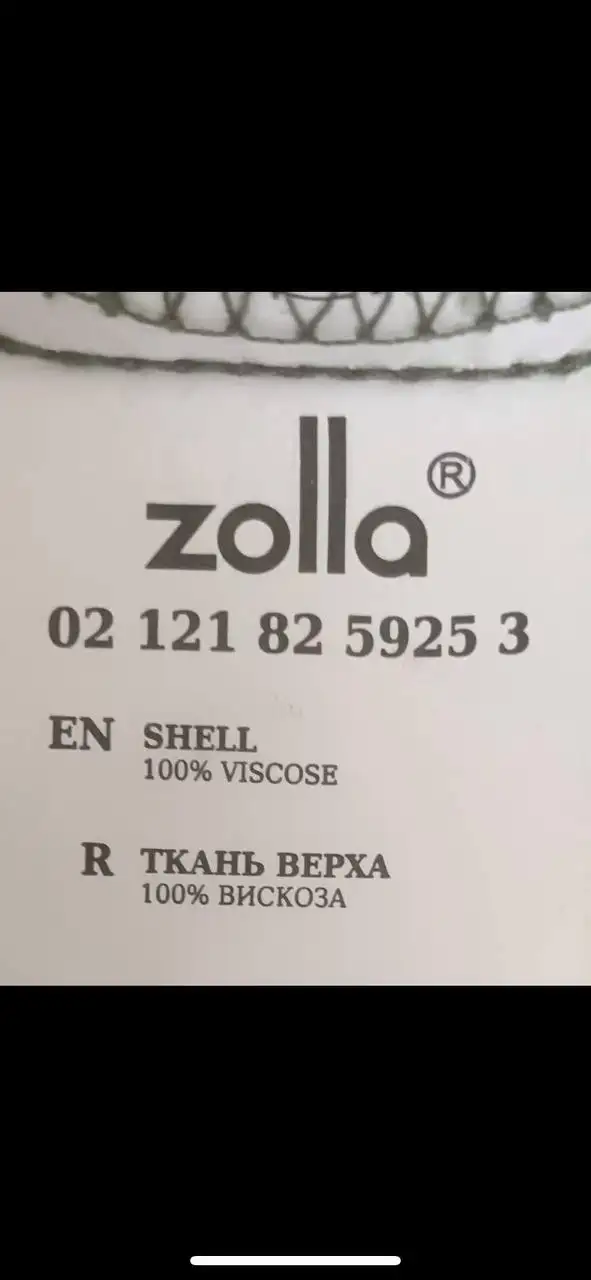 zolla®
02 121 82 5925 3
EN SHELL
100% VISCOSE
R ТКАНЬ ВЕРХА
100% ВИСКОЗА